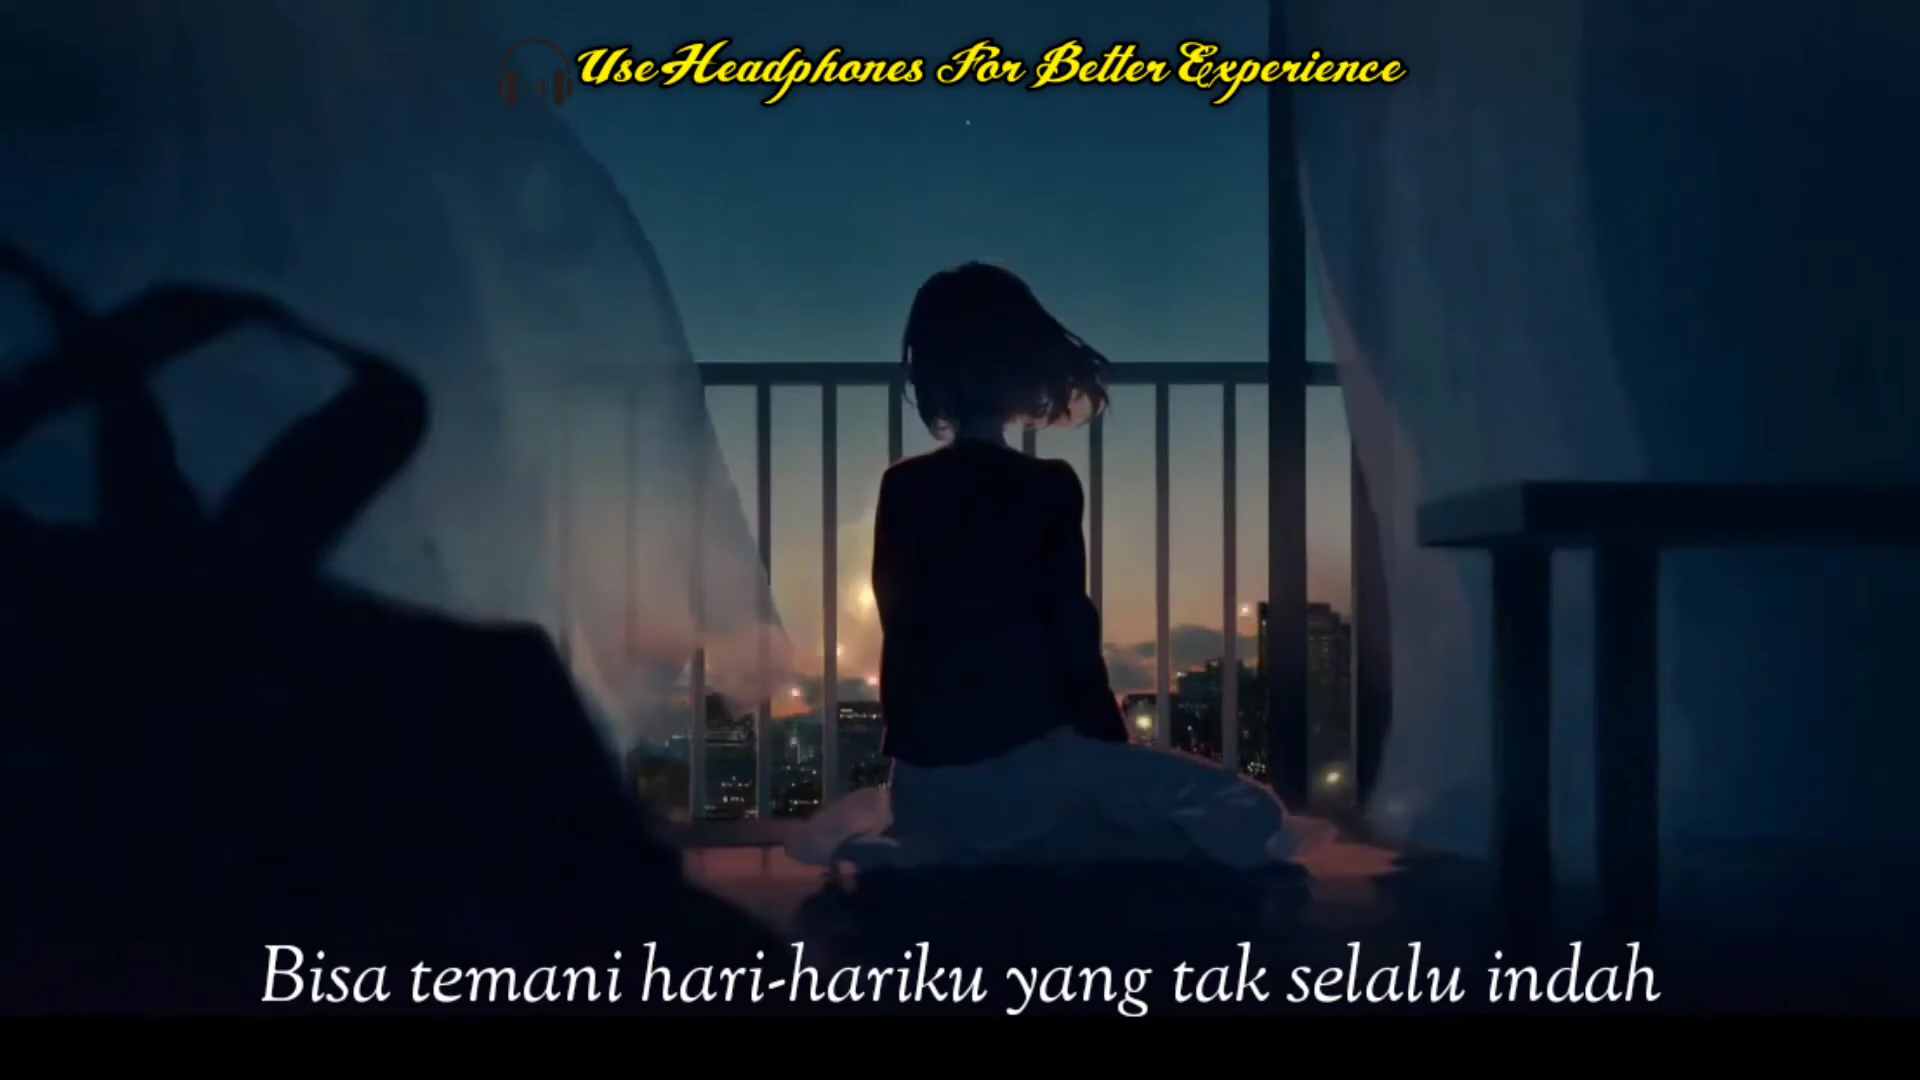 Use Headphones For Better Experience
Bisa temani hari-hariku yang tak selalu indah